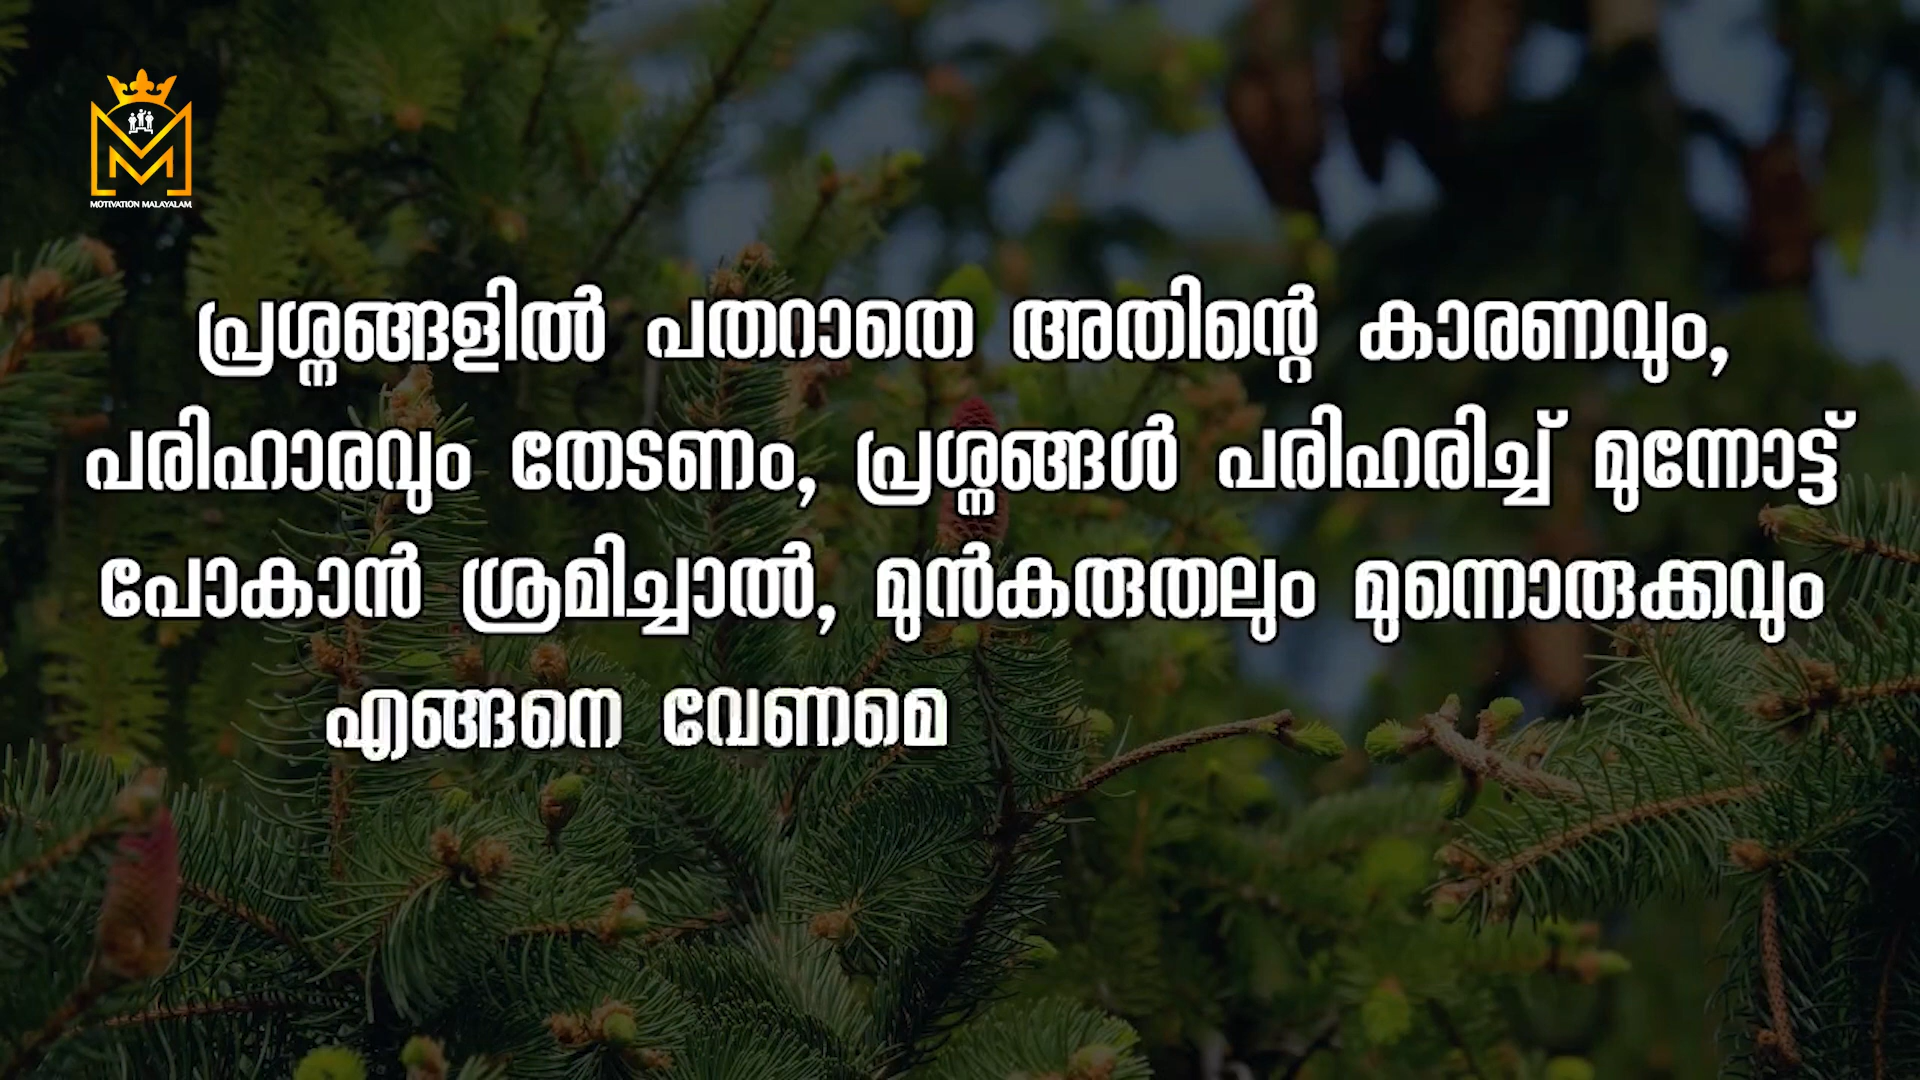 MOTIVATION MALAYALAM
പ്രശ്നങ്ങളിൽ പതറാതെ അതിന്റെ കാരണവും,
പരിഹാരവും തേടണം, പ്രശ്നങ്ങൾ പരിഹരിച്ച് മുന്നോട്ട്
പോകാൻ ശ്രമിച്ചാൽ, മുൻകരുതലും മുന്നൊരുക്കവും
എങ്ങനെ വേണമെ